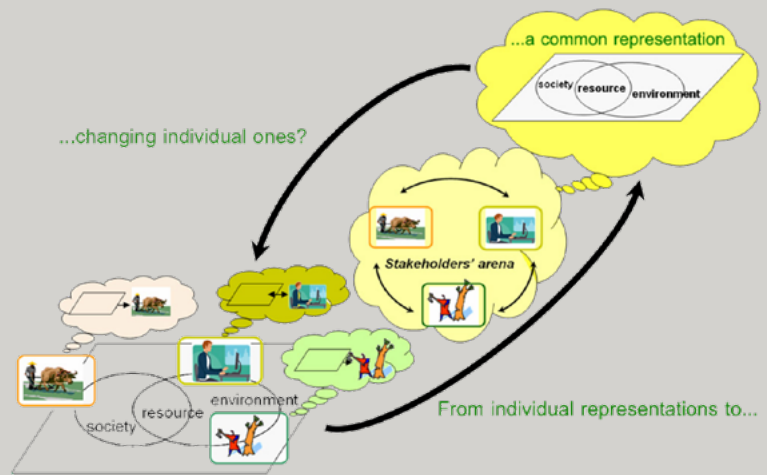 ...a common representation
society
resource
environment
...changing individual ones?
Stakeholders' arena
environment
resource
society
From individual representations to...